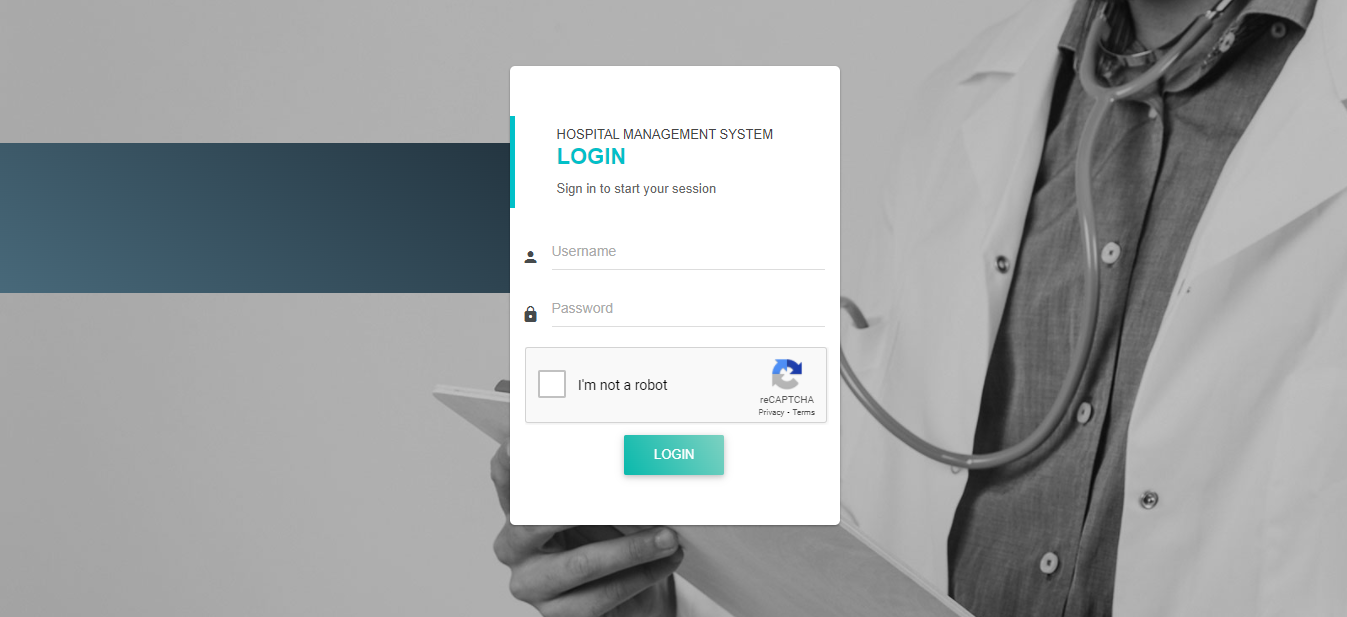 HOSPITAL MANAGEMENT SYSTEM
LOGIN
Sign in to start your session
Username
Password
I'm not a robot
reCAPTCHA
Privacy - Terms
LOGIN